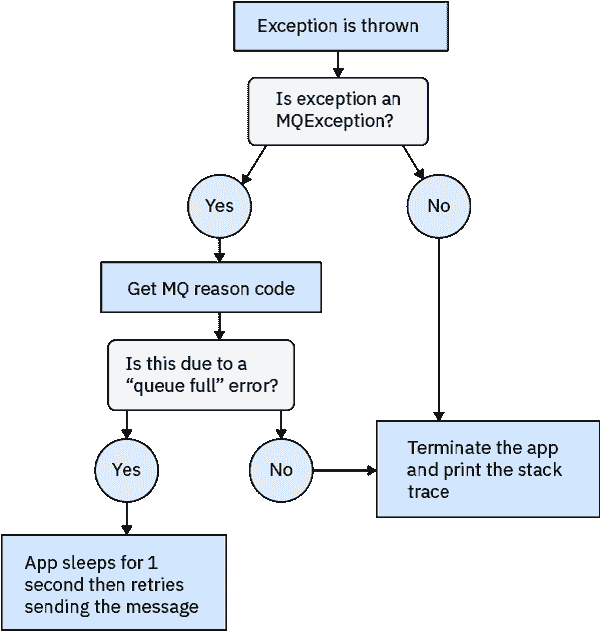 Exception is thrown
Is exception an
MQException?
Yes
No
Get MQ reason code
Is this due to a
“queue full” error?
Yes
No
Terminate the app
and print the stack
trace
App sleeps for 1
second then retries
sending the message